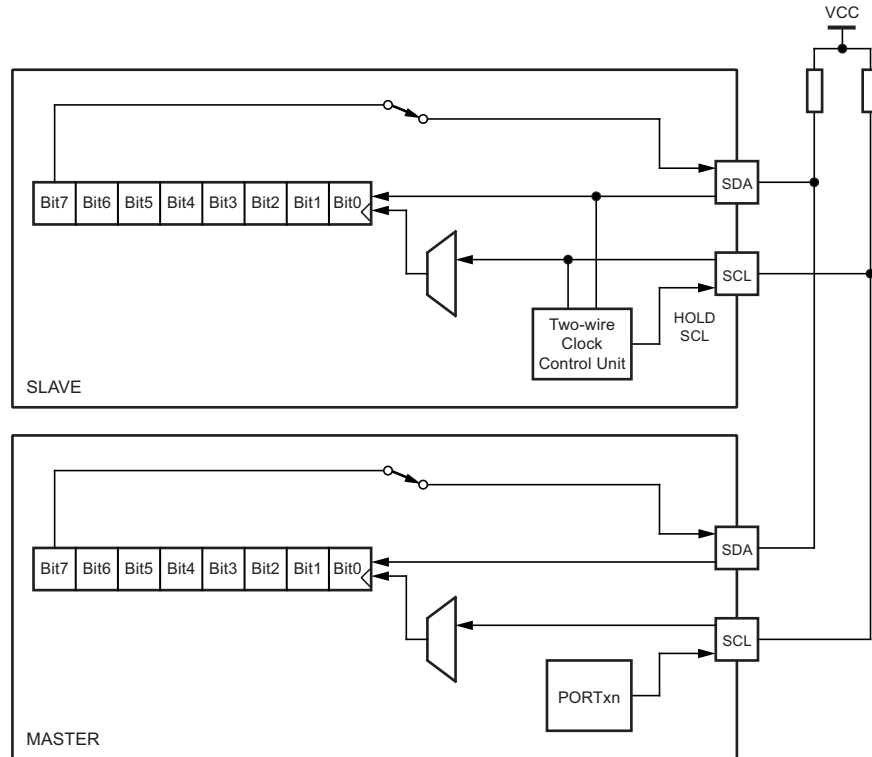 VCC
Bit7 Bit6 Bit5 Bit4 Bit3 Bit2 Bit1 Bit0
SDA
SCL
Two-wire
Clock
Control Unit
HOLD
SCL
SLAVE
Bit7 Bit6 Bit5 Bit4 Bit3 Bit2 Bit1 Bit0
SDA
SCL
PORTxn
MASTER